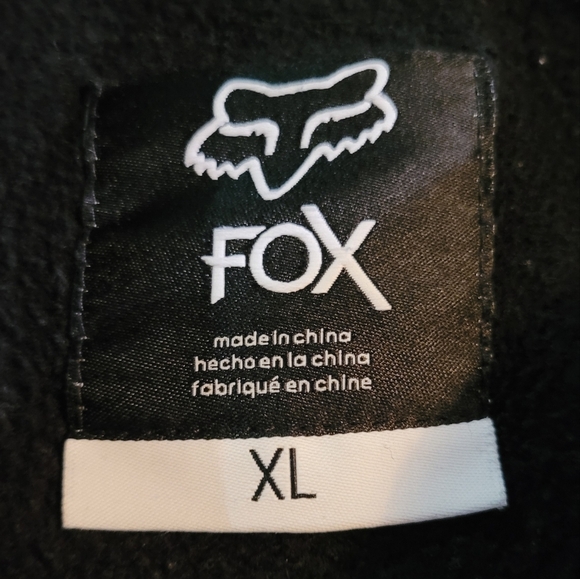 FOX
made in china
hecho en la china
fabriqué en chine
XL